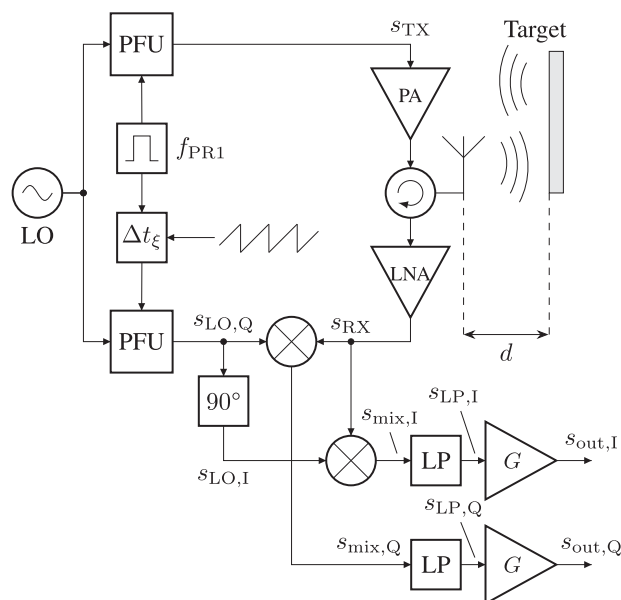 s_TX
Target
PFU
PA
f_PR1
LO
Δt_ξ
LNA
PFU
s_LO,Q
s_RX
d
90°
s_mix,I
s_LP,I
s_out,I
LP
G
s_LO,I
s_LP,Q
s_mix,Q
s_out,Q
LP
G